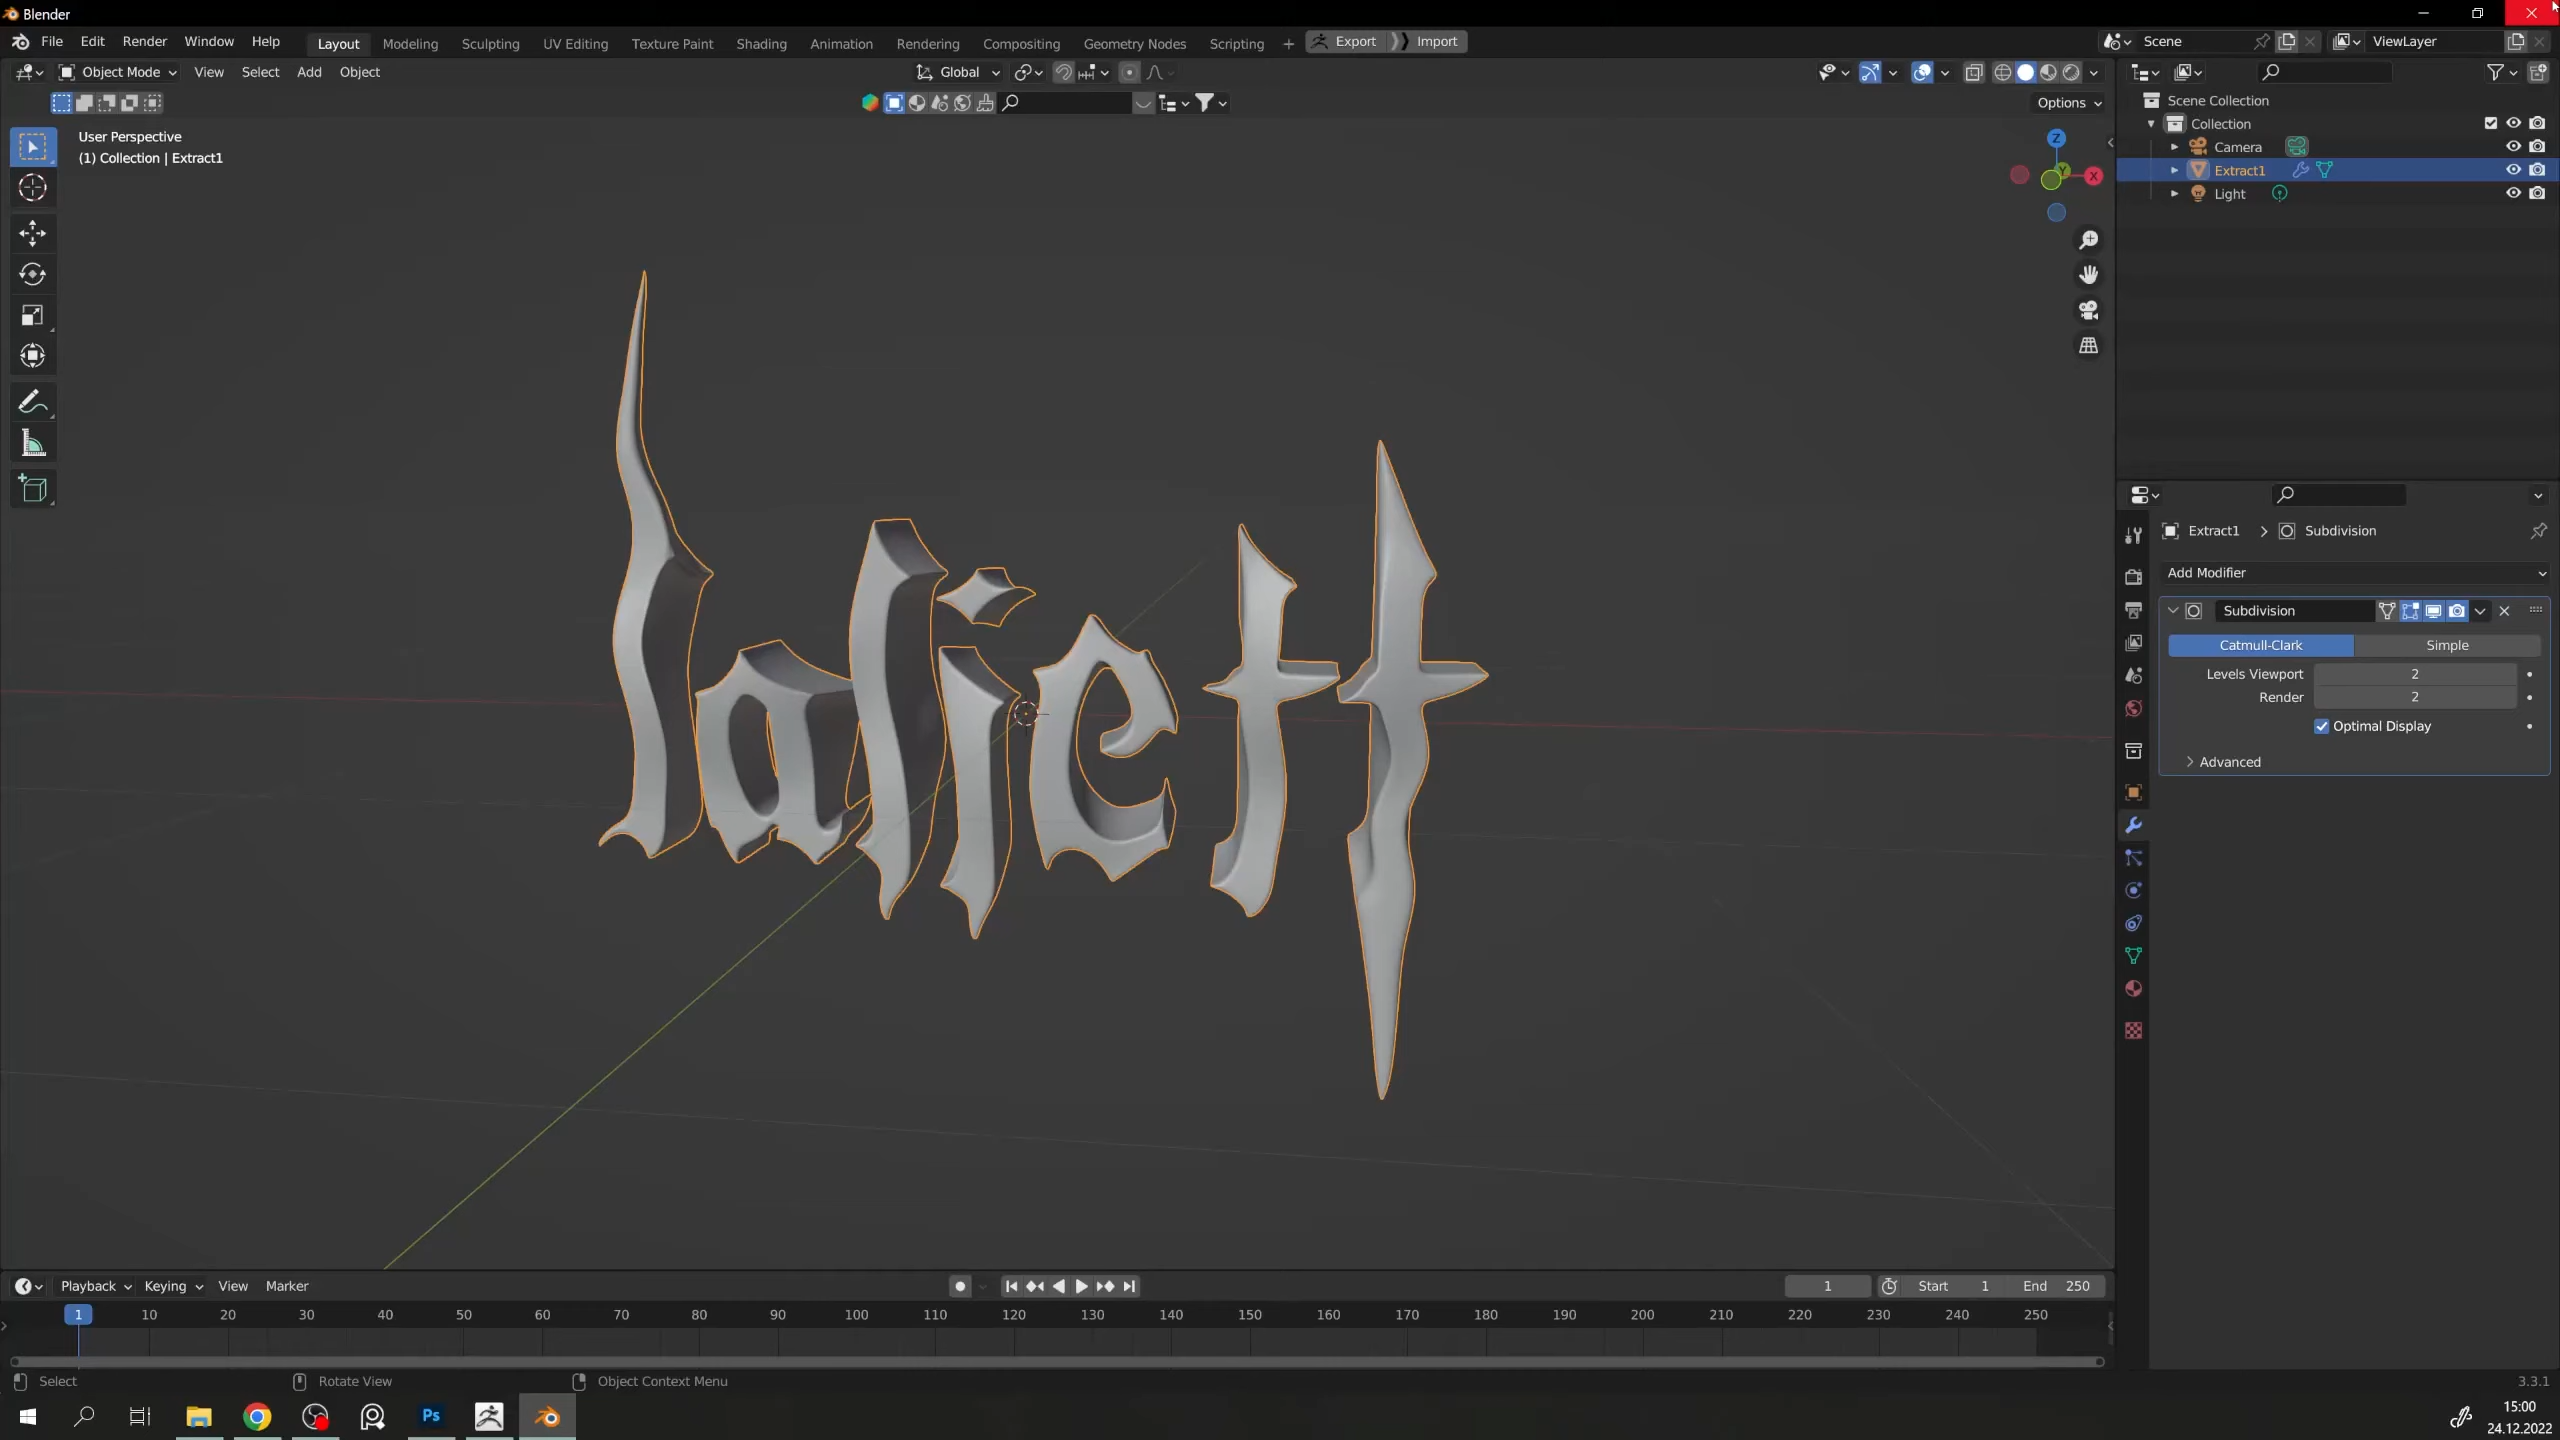 Blender
File Edit Render Window Help Layout Modeling Sculpting UV Editing Texture Paint Shading Animation Rendering Compositing Geometry Nodes Scripting + Export Import Scene ViewLayer
Object Mode View Select Add Object Global
Options
User Perspective
(1) Collection | Extract1
Z
Y
X
Scene Collection
Collection
Camera
Extract1
Light
Extract1 > Subdivision
Add Modifier
Subdivision
Catmull-Clark Simple
Levels Viewport 2
Render 2
Optimal Display
Advanced
Playback Keying View Marker 1 Start 1 End 250
1 10 20 30 40 50 60 70 80 90 100 110 120 130 140 150 160 170 180 190 200 210 220 230 240 250
Select Rotate View Object Context Menu 3.3.1
Ps
15:00
24.12.2022